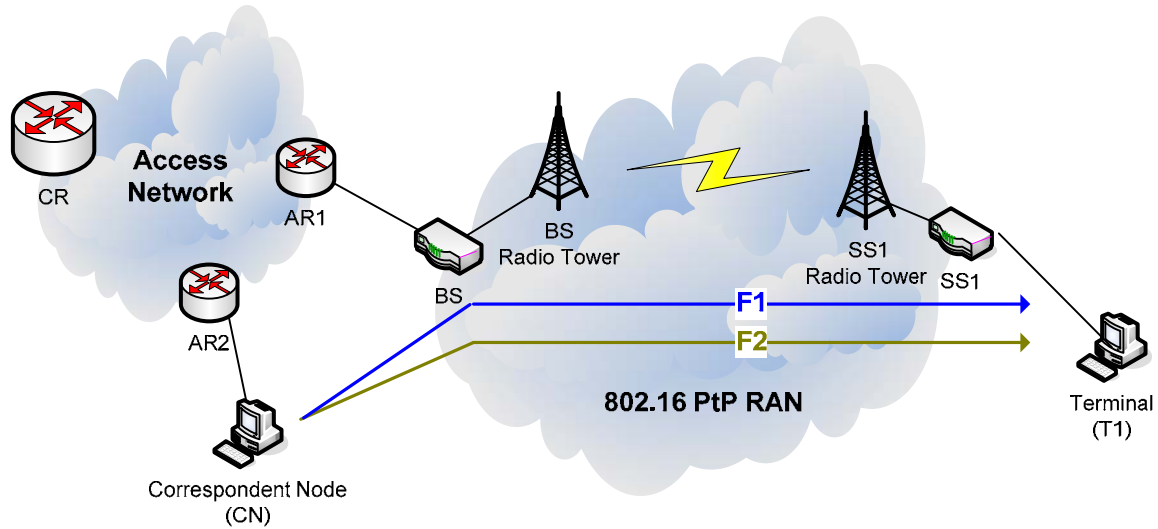 CR
Access
Network
AR1
AR2
BS
BS
Radio Tower
SS1
Radio Tower
SS1
F1
F2
802.16 PtP RAN
Terminal
(T1)
Correspondent Node
(CN)